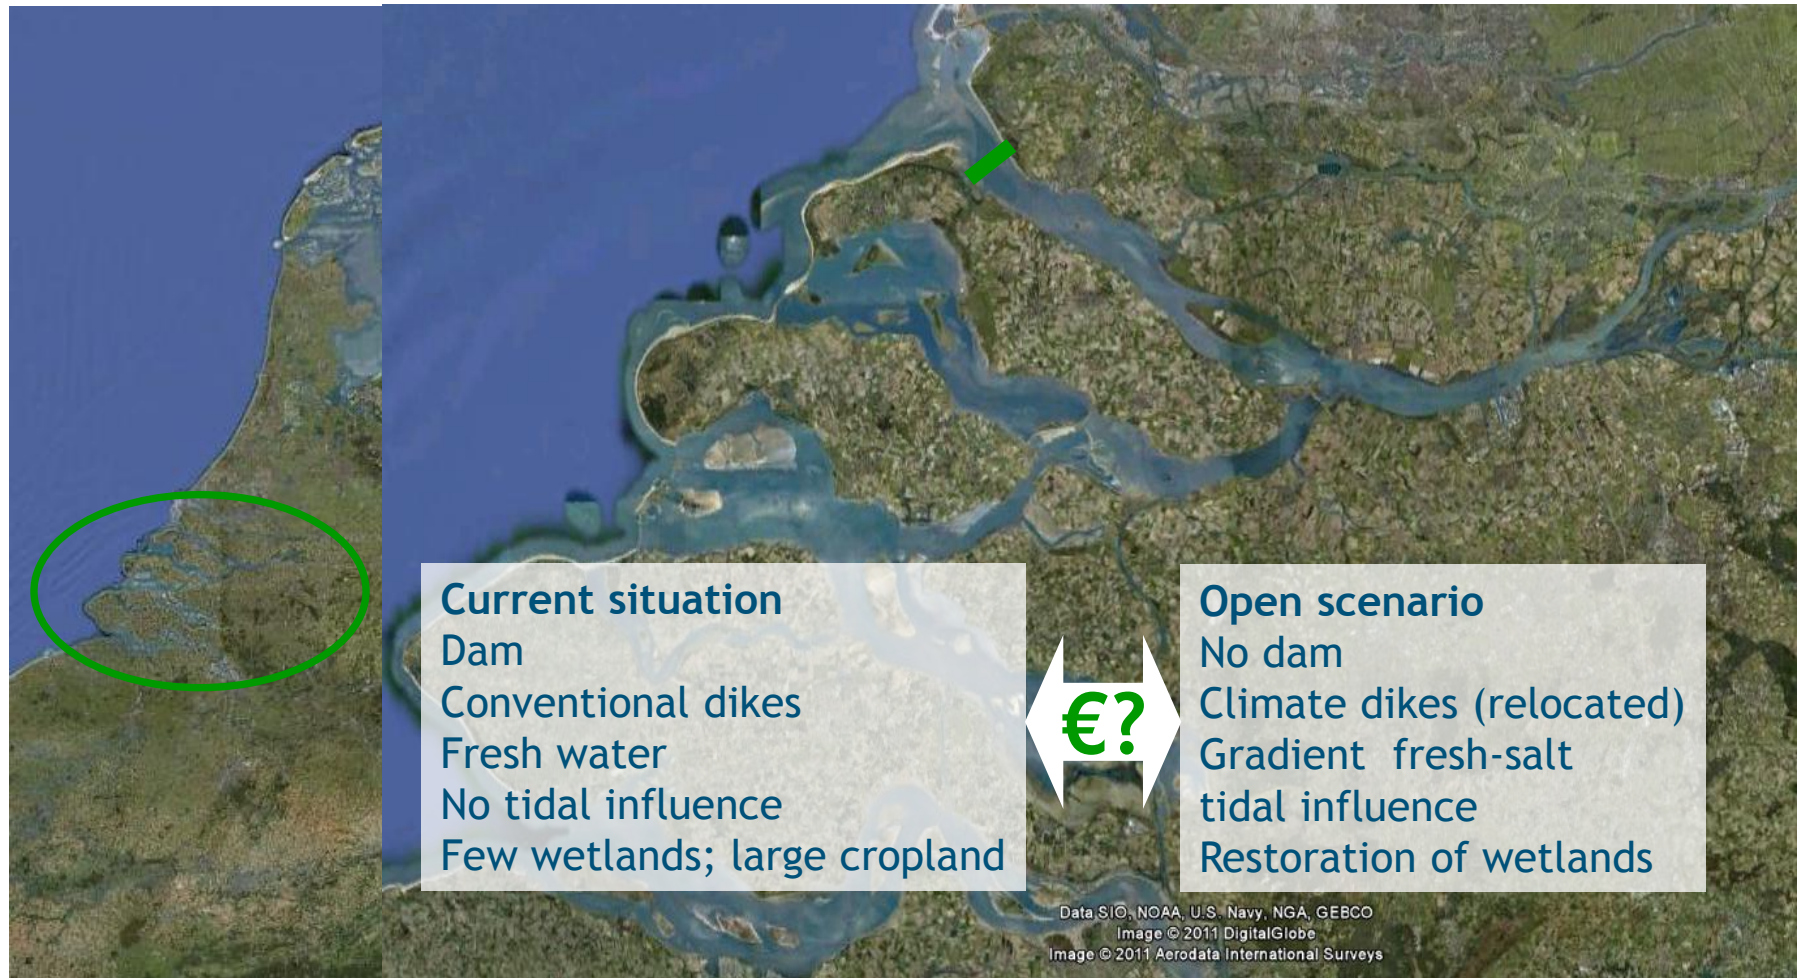 Current situation
Dam
Conventional dikes
Fresh water
No tidal influence
Few wetlands; large cropland
€?
Open scenario
No dam
Climate dikes (relocated)
Gradient fresh-salt
tidal influence
Restoration of wetlands
Data SIO, NOAA, U.S. Navy, NGA, GEBCO
Image © 2011 DigitalGlobe
Image © 2011 Aerodata International Surveys